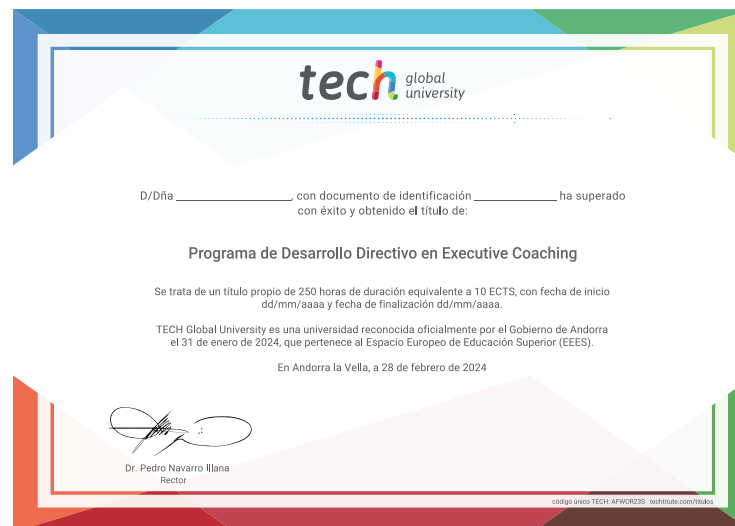 tech global university
D/Dña ____________________, con documento de identificación ______________ ha superado
con éxito y obtenido el título de:
Programa de Desarrollo Directivo en Executive Coaching
Se trata de un título propio de 250 horas de duración equivalente a 10 ECTS, con fecha de inicio
dd/mm/aaaa y fecha de finalización dd/mm/aaaa.
TECH Global University es una universidad reconocida oficialmente por el Gobierno de Andorra
el 31 de enero de 2024, que pertenece al Espacio Europeo de Educación Superior (EEES).
En Andorra la Vella, a 28 de febrero de 2024
Dr. Pedro Navarro Illana
Rector
código único TECH: AFWOR23S techtitute.com/titulos